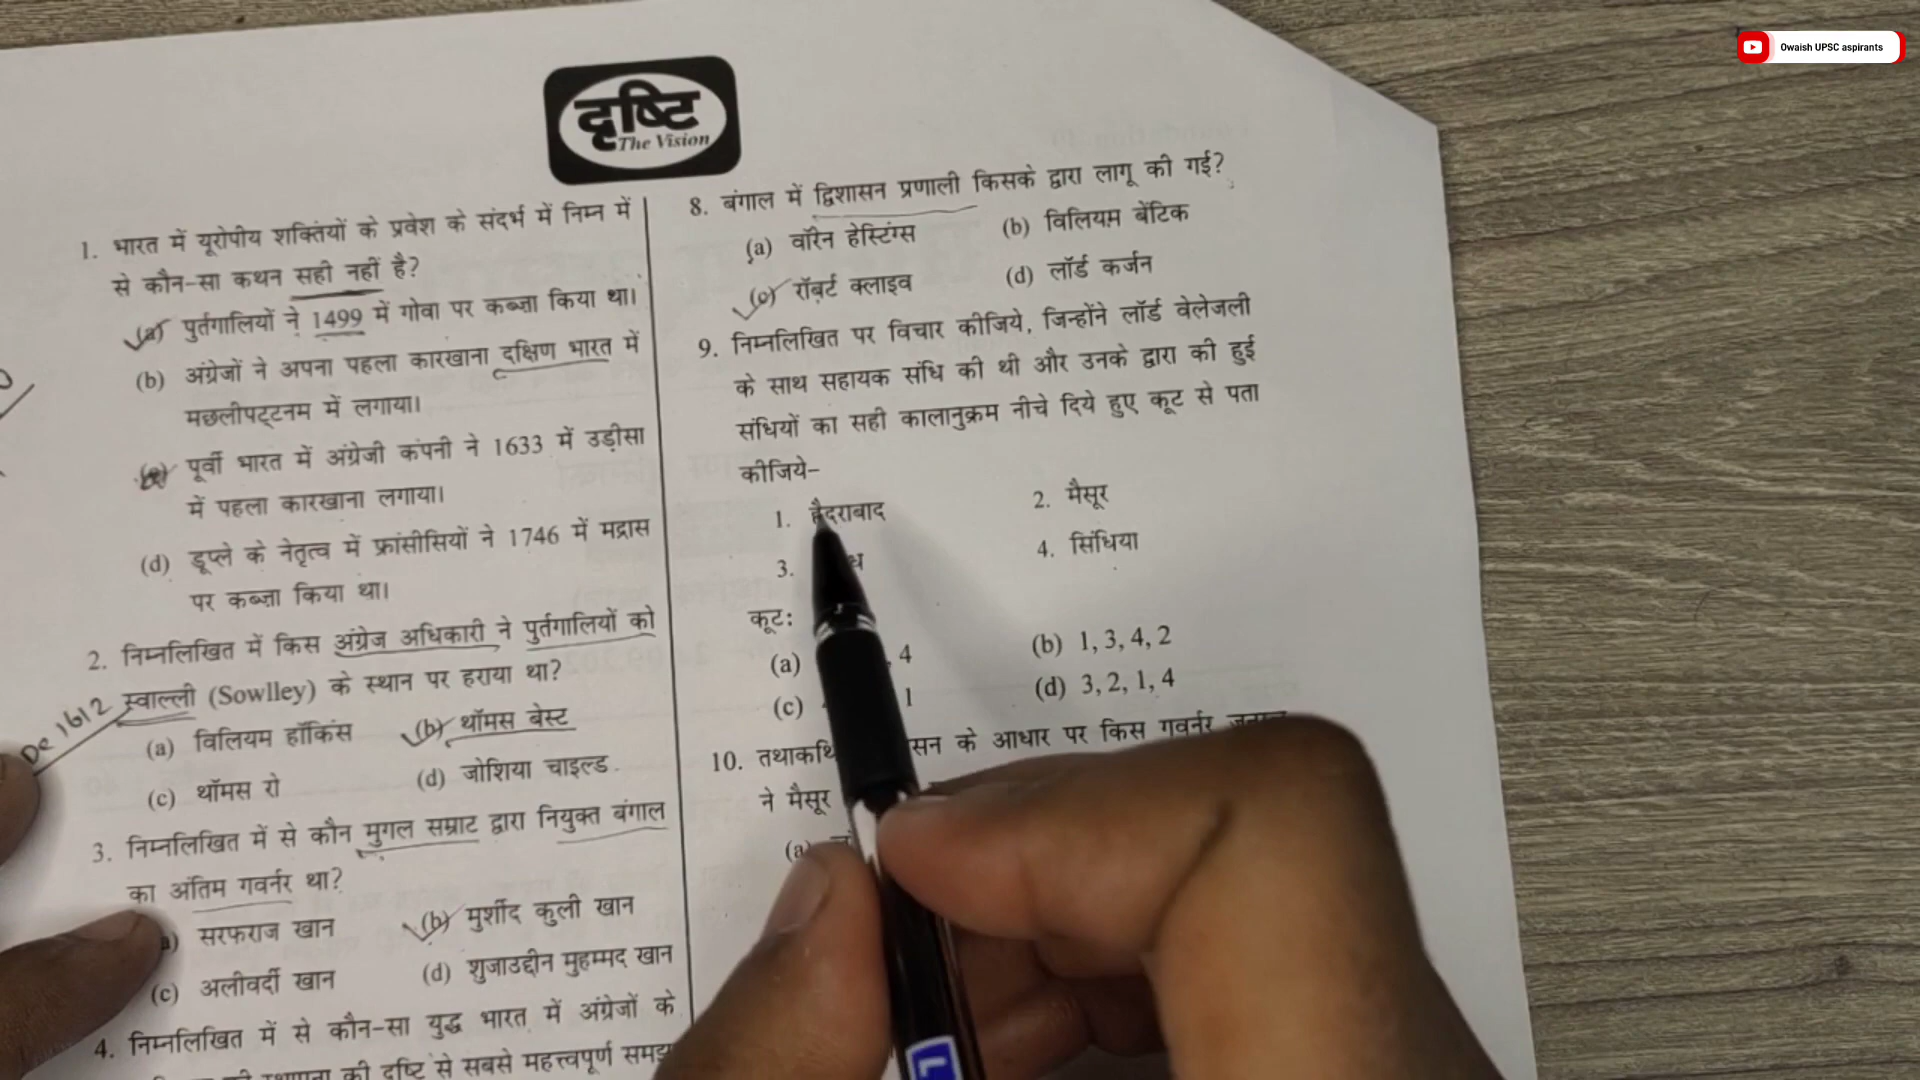 Owaish UPSC aspirants
दृष्टि
The Vision
1. भारत में यूरोपीय शक्तियों के प्रवेश के संदर्भ में निम्न में
से कौन-सा कथन सही नहीं है?
(a) पुर्तगालियों ने 1499 में गोवा पर कब्ज़ा किया था।
(b) अंग्रेजों ने अपना पहला कारखाना दक्षिण भारत में
मछलीपट्टनम में लगाया।
(c) पूर्वी भारत में अंग्रेजी कंपनी ने 1633 में उड़ीसा
में पहला कारखाना लगाया।
(d) डूप्ले के नेतृत्व में फ्रांसीसियों ने 1746 में मद्रास
पर कब्ज़ा किया था।
2. निम्नलिखित में किस अंग्रेज अधिकारी ने पुर्तगालियों को
De 1612 स्वाल्ली (Sowlley) के स्थान पर हराया था?
(a) विलियम हॉकिंस (b) थॉमस बेस्ट
(c) थॉमस रो (d) जोशिया चाइल्ड
3. निम्नलिखित में से कौन मुगल सम्राट द्वारा नियुक्त बंगाल
का अंतिम गवर्नर था?
(a) सरफराज खान (b) मुर्शीद कुली खान
(c) अलीवर्दी खान (d) शुजाउद्दीन मुहम्मद खान
4. निम्नलिखित में से कौन-सा युद्ध भारत में अंग्रेजों के
की दृष्टि से सबसे महत्त्वपूर्ण समझ
8. बंगाल में द्विशासन प्रणाली किसके द्वारा लागू की गई?
(a) वॉरेन हेस्टिंग्स (b) विलियम बेंटिक
(c) रॉबर्ट क्लाइव (d) लॉर्ड कर्जन
9. निम्नलिखित पर विचार कीजिये, जिन्होंने लॉर्ड वेलेजली
के साथ सहायक संधि की थी और उनके द्वारा की हुई
संधियों का सही कालानुक्रम नीचे दिये हुए कूट से पता
कीजिये–
1. हैदराबाद 2. मैसूर
3. 4. सिंधिया
कूट:
(a) , 4 (b) 1, 3, 4, 2
(c) 1 (d) 3, 2, 1, 4
10. तथाकथि सन के आधार पर किस गवर्नर
ने मैसूर
(a)